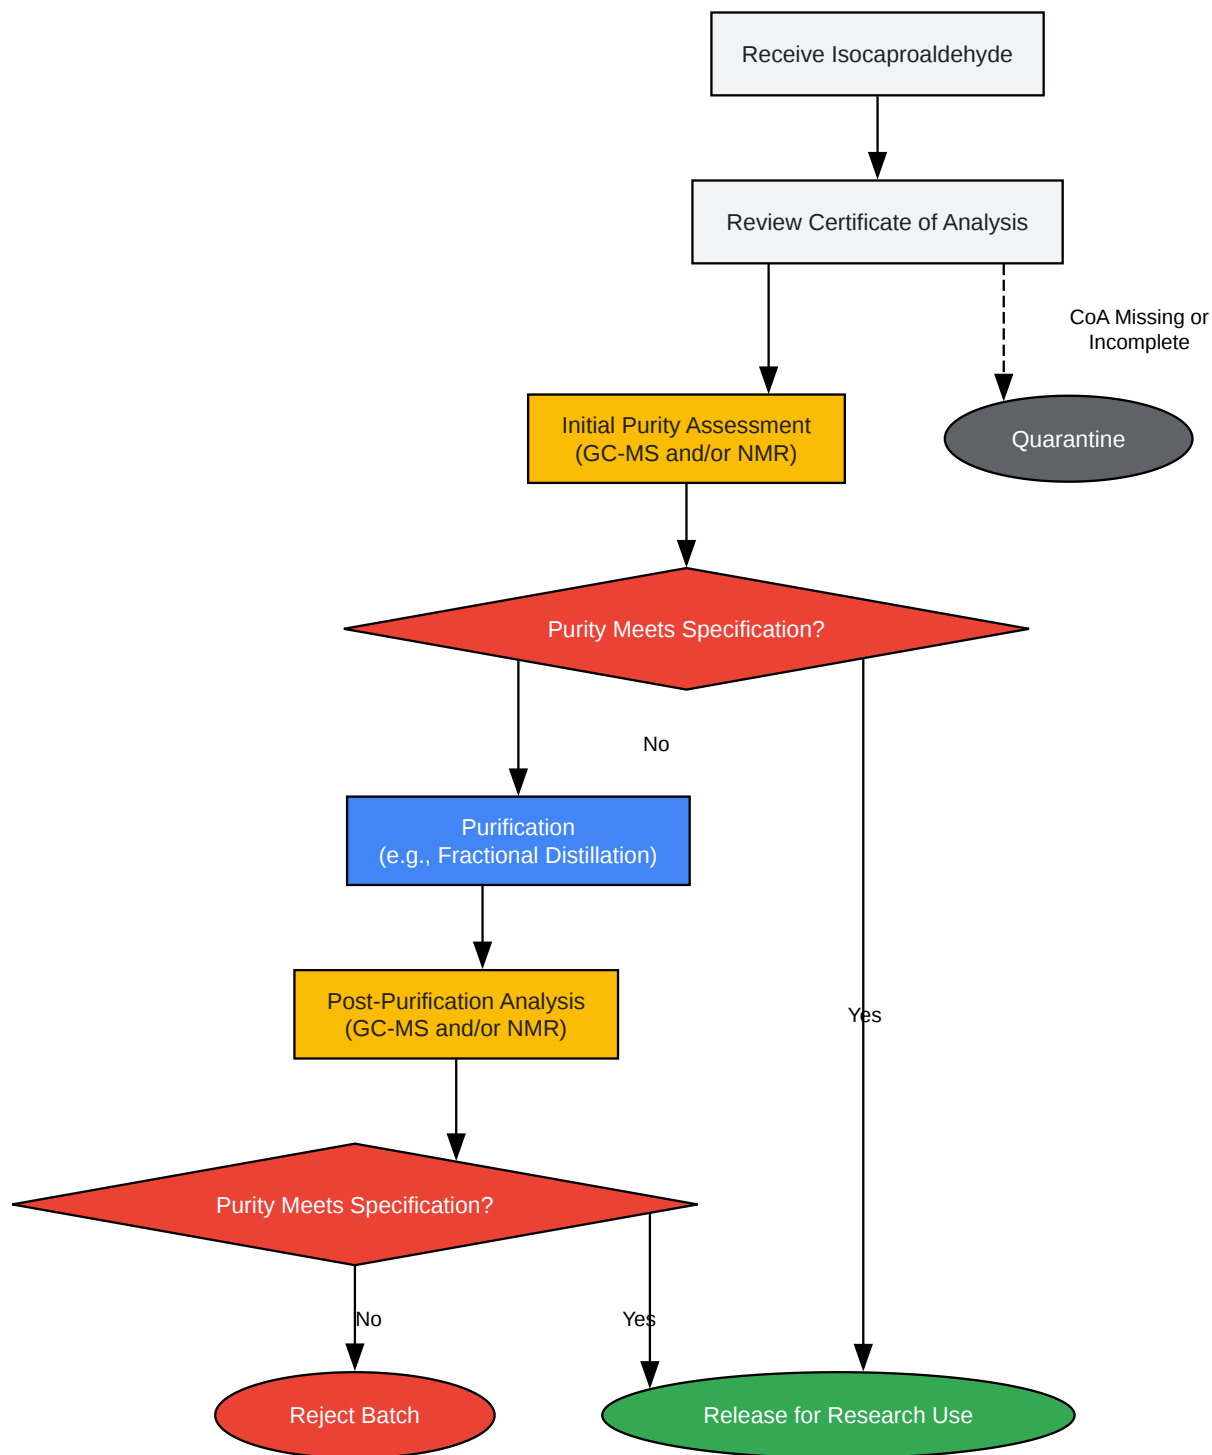 Receive Isocaproaldehyde
Review Certificate of Analysis
CoA Missing or
Incomplete
Initial Purity Assessment
(GC-MS and/or NMR)
Quarantine
Purity Meets Specification?
No
Purification
(e.g., Fractional Distillation)
Post-Purification Analysis
(GC-MS and/or NMR)
Yes
Purity Meets Specification?
No
Yes
Reject Batch
Release for Research Use